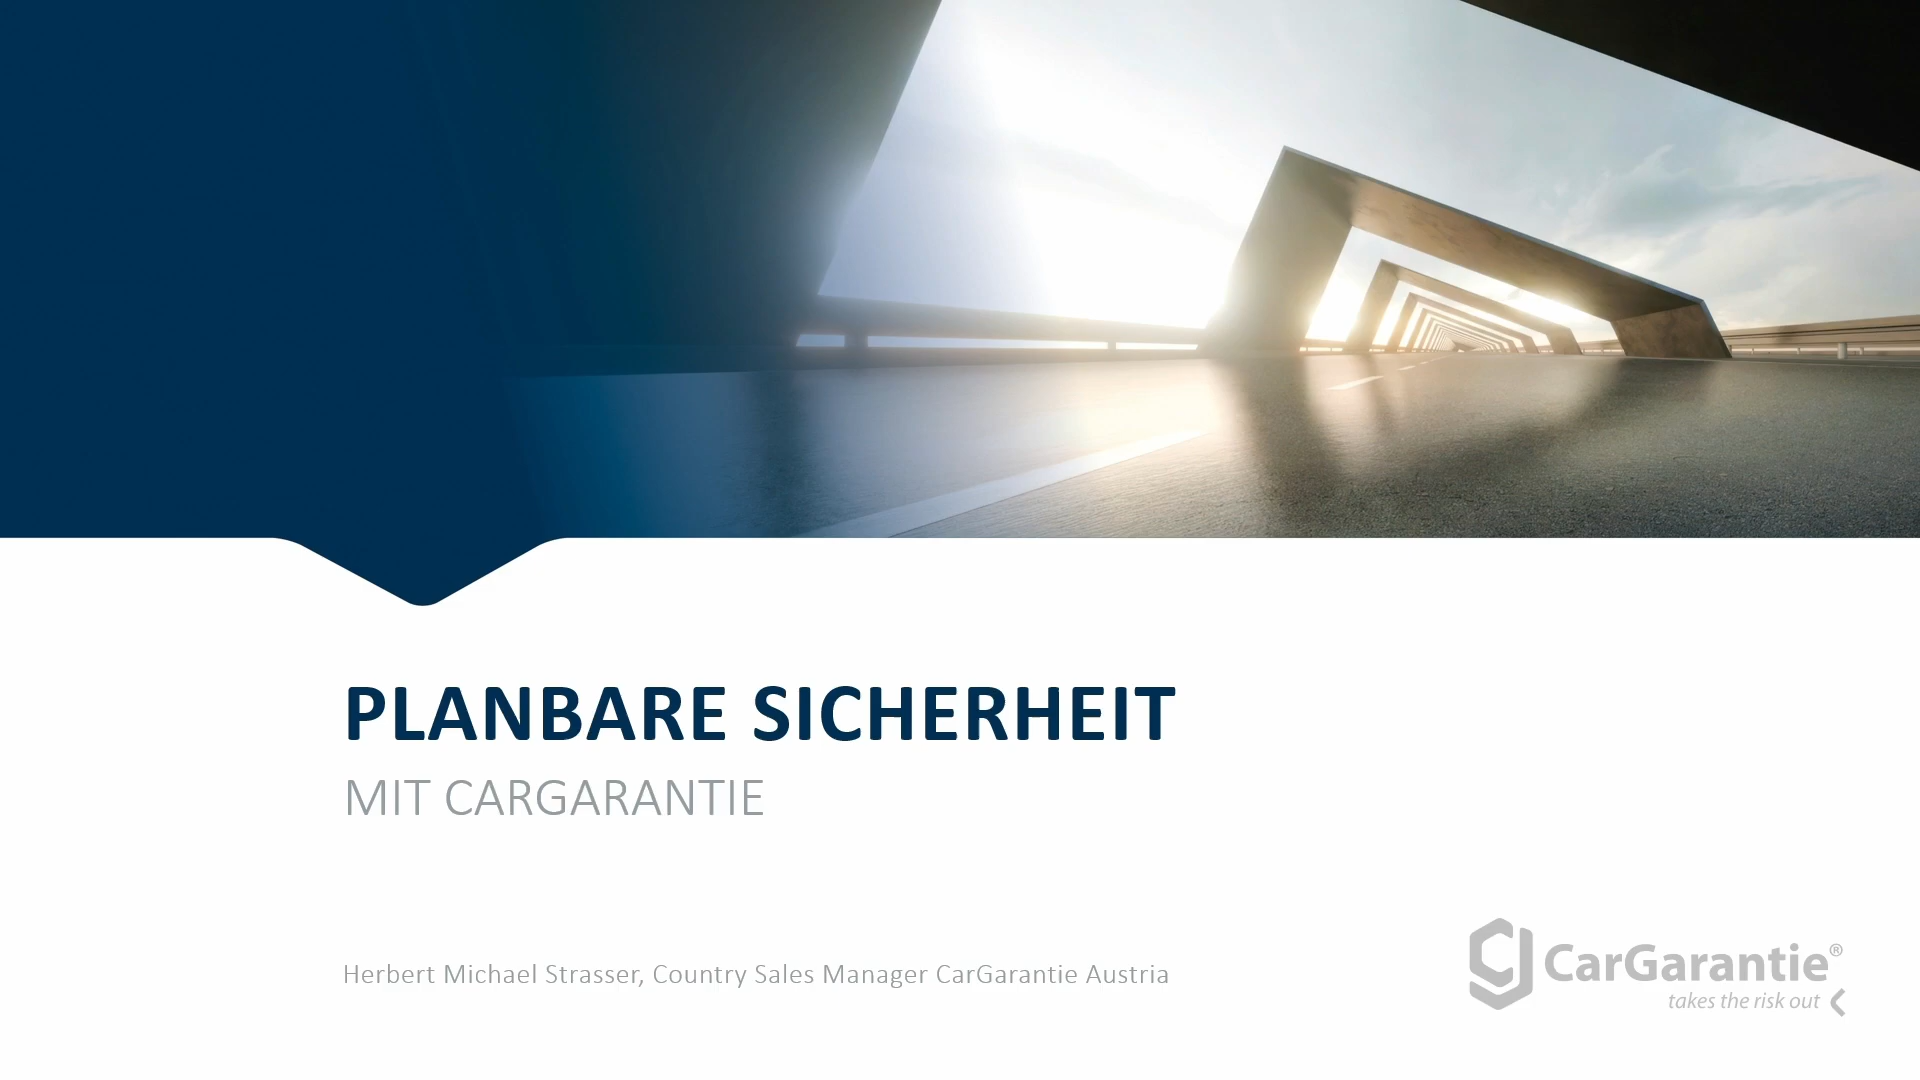 PLANBARE SICHERHEIT
MIT CARGARANTIE
Herbert Michael Strasser, Country Sales Manager CarGarantie Austria
CarGarantie®
takes the risk out